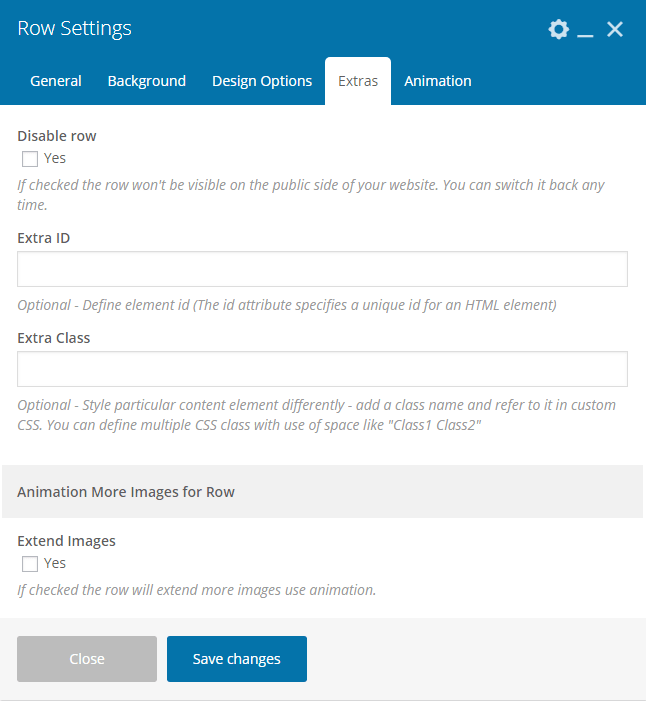 Row Settings
General Background Design Options Extras Animation
Disable row
Yes
If checked the row won't be visible on the public side of your website. You can switch it back any
time.
Extra ID
Optional - Define element id (The id attribute specifies a unique id for an HTML element)
Extra Class
Optional - Style particular content element differently - add a class name and refer to it in custom
CSS. You can define multiple CSS class with use of space like "Class1 Class2"
Animation More Images for Row
Extend Images
Yes
If checked the row will extend more images use animation.
Close Save changes